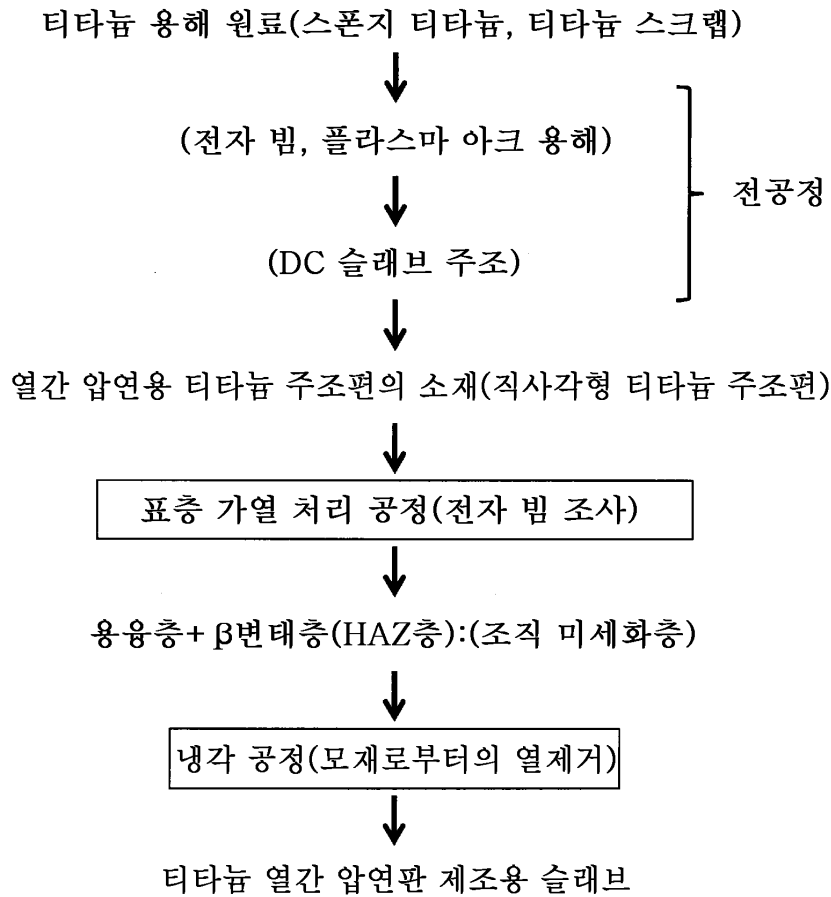 티타늄 용해 원료(스폰지 티타늄, 티타늄 스크랩)
(전자 빔, 플라스마 아크 용해)
전공정
(DC 슬래브 주조)
열간 압연용 티타늄 주조편의 소재(직사각형 티타늄 주조편)
표층 가열 처리 공정(전자 빔 조사)
용융층+ β변태층(HAZ층):(조직 미세화층)
냉각 공정(모재로부터의 열제거)
티타늄 열간 압연판 제조용 슬래브